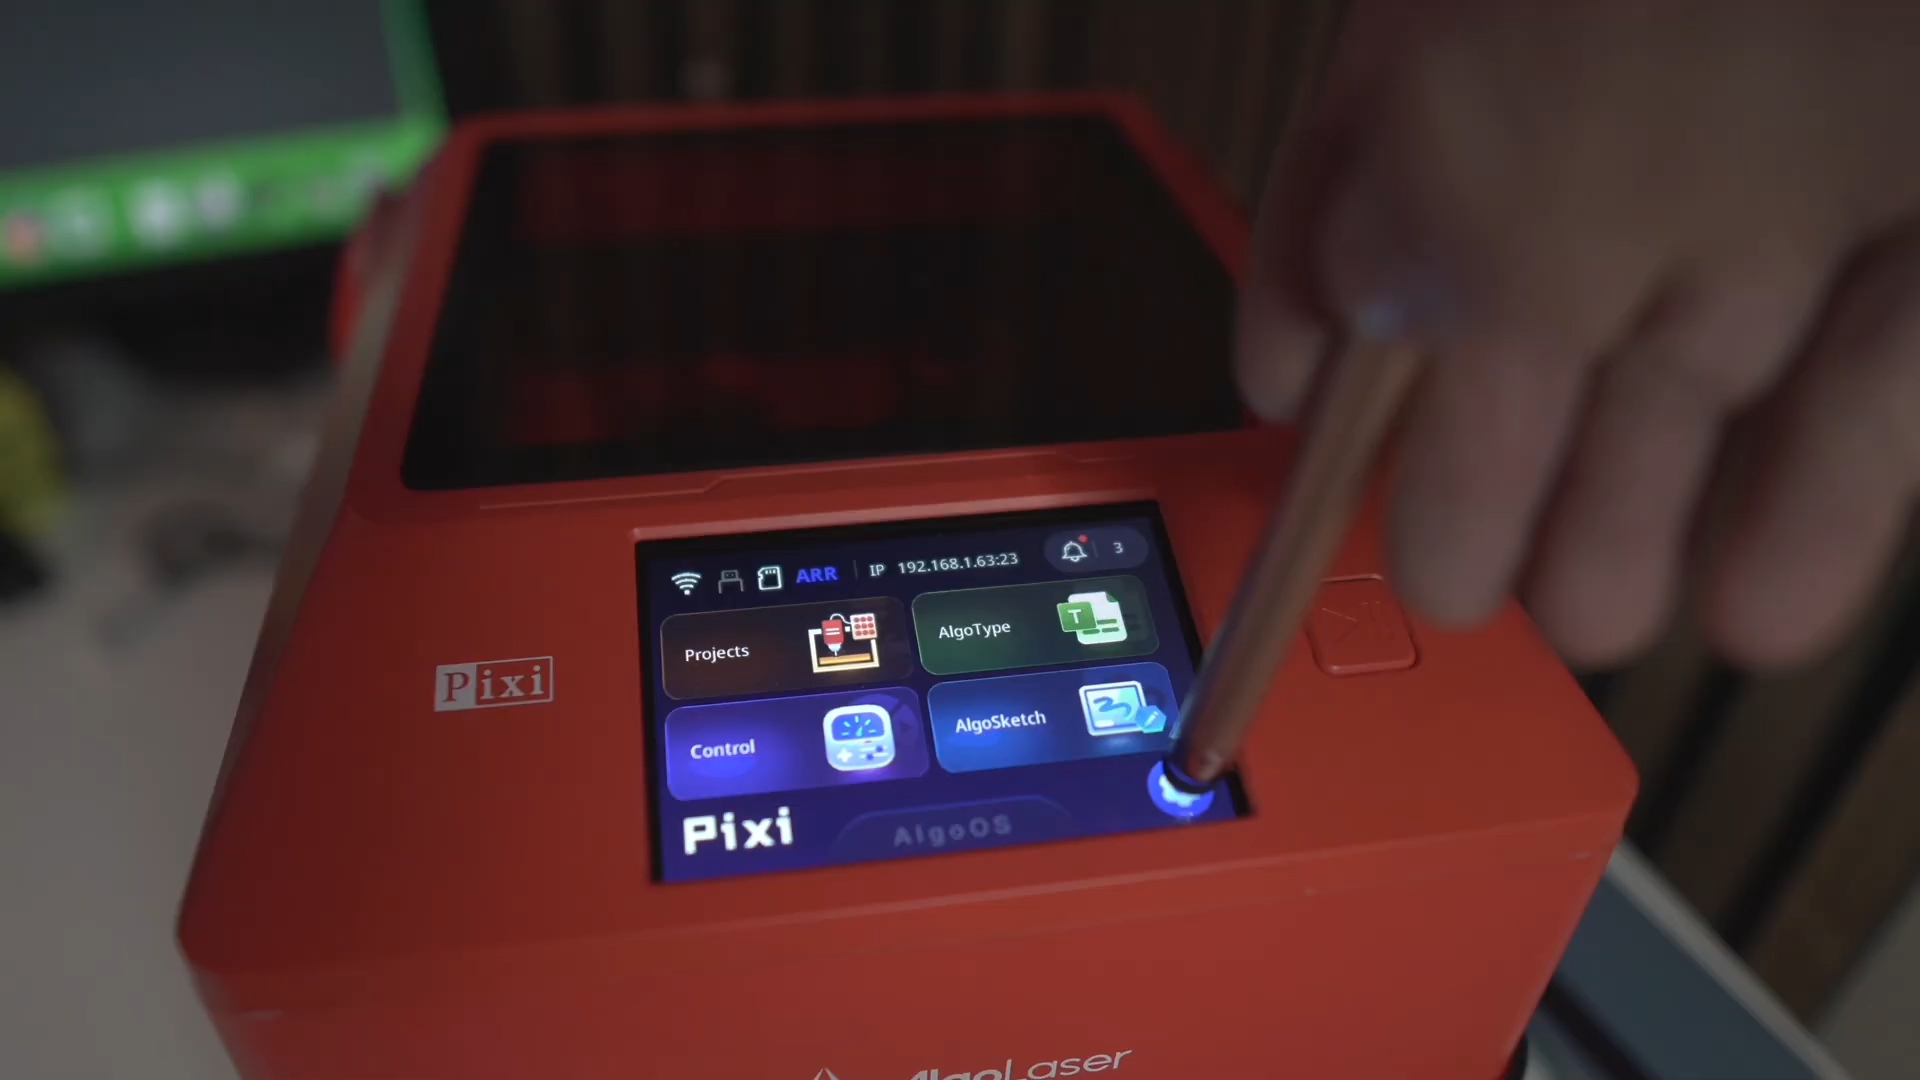 ARR IP 192.168.1.63:23 3
Projects
AlgoType
Control
AlgoSketch
Pixi
AlgoOS
Pixi
AlgoLaser